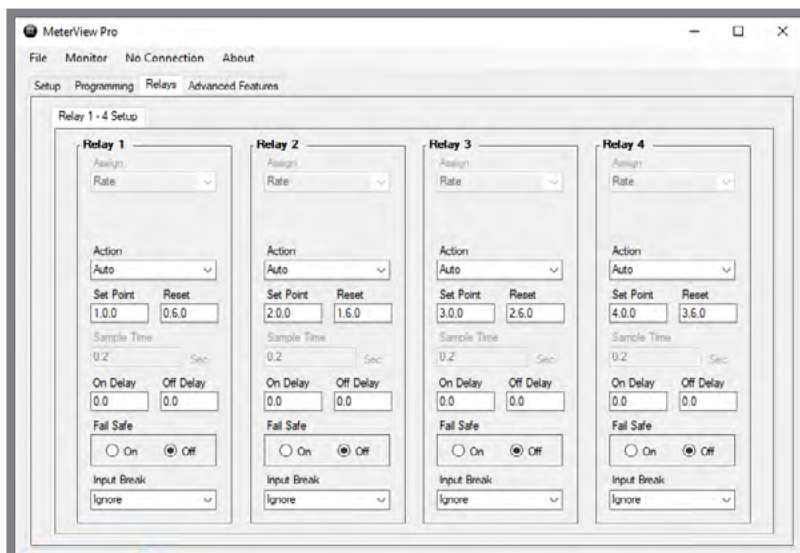 MeterView Pro
File Monitor No Connection About
Setup Programming Relays Advanced Features
Relay 1 - 4 Setup
Relay 1 Relay 2 Relay 3 Relay 4
Assign Assign Assign Assign
Rate Rate Rate Rate
Action Action Action Action
Auto Auto Auto Auto
Set Point Reset Set Point Reset Set Point Reset Set Point Reset
1.0.0 0.6.0 2.0.0 1.6.0 3.0.0 2.6.0 4.0.0 3.6.0
Sample Time Sample Time Sample Time Sample Time
0.2 Sec 0.2 Sec 0.2 Sec 0.2 Sec
On Delay Off Delay On Delay Off Delay On Delay Off Delay On Delay Off Delay
0.0 0.0 0.0 0.0 0.0 0.0 0.0 0.0
Fail Safe Fail Safe Fail Safe Fail Safe
On Off On Off On Off On Off
Input Break Input Break Input Break Input Break
Ignore Ignore Ignore Ignore